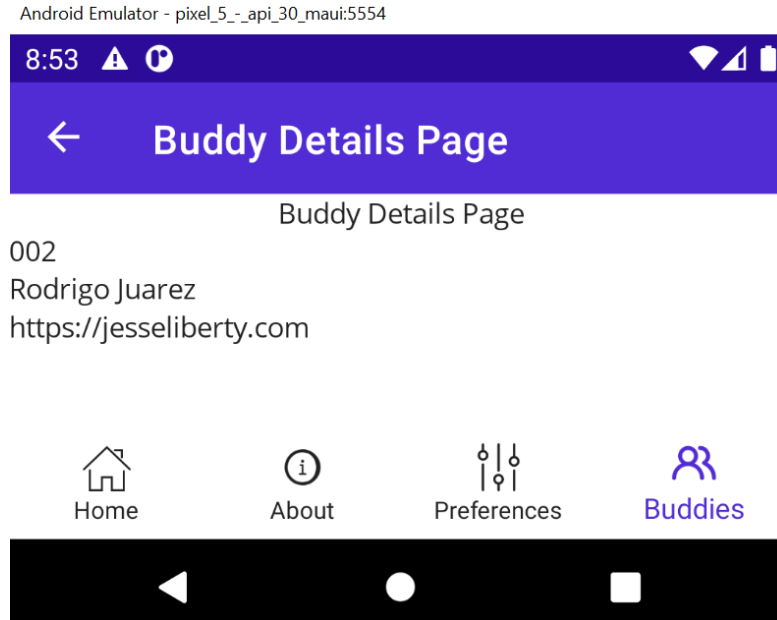 Android Emulator - pixel_5_-_api_30_maui:5554
8:53
Buddy Details Page
Buddy Details Page
002
Rodrigo Juarez
https://jesseliberty.com
Home About Preferences Buddies